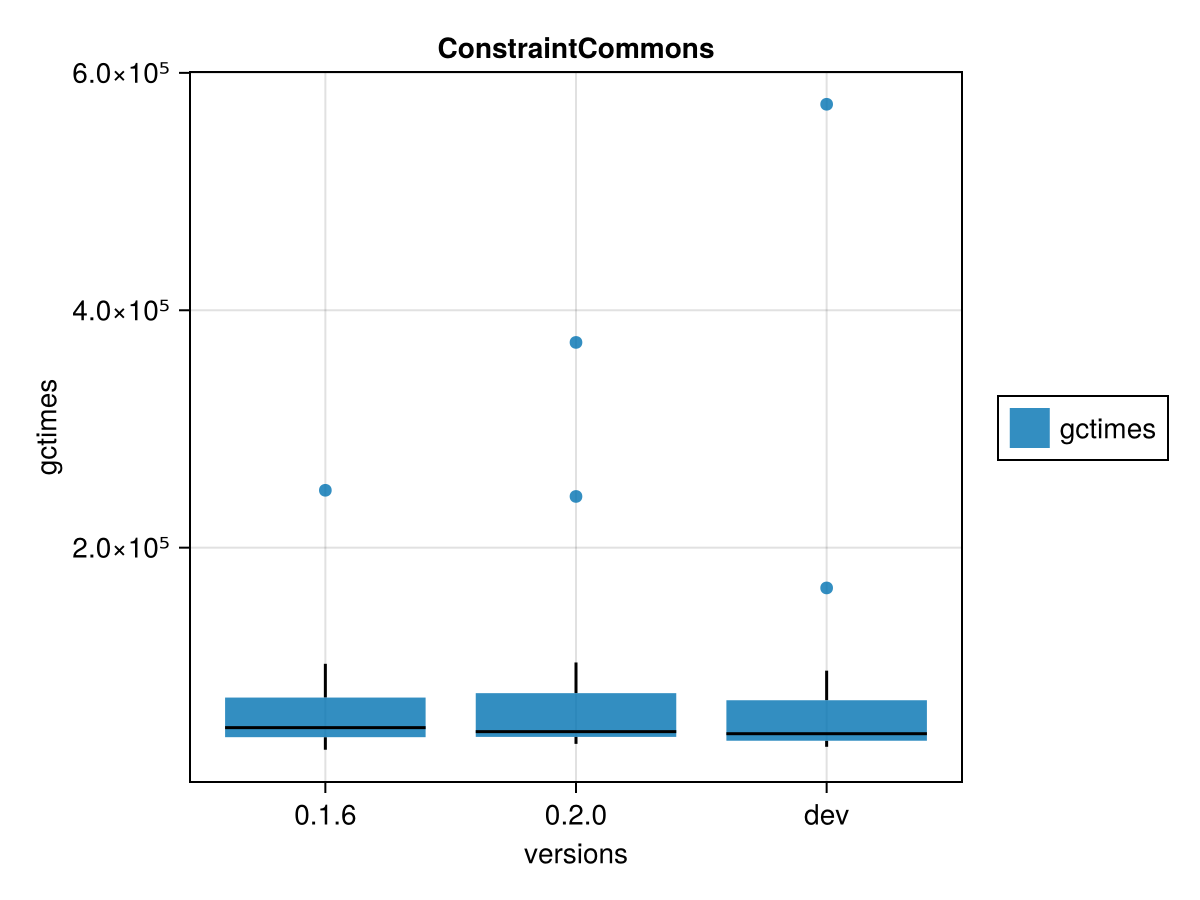 ConstraintCommons
6.0×10⁵
4.0×10⁵
2.0×10⁵
gctimes
gctimes
0.1.6 0.2.0 dev
versions